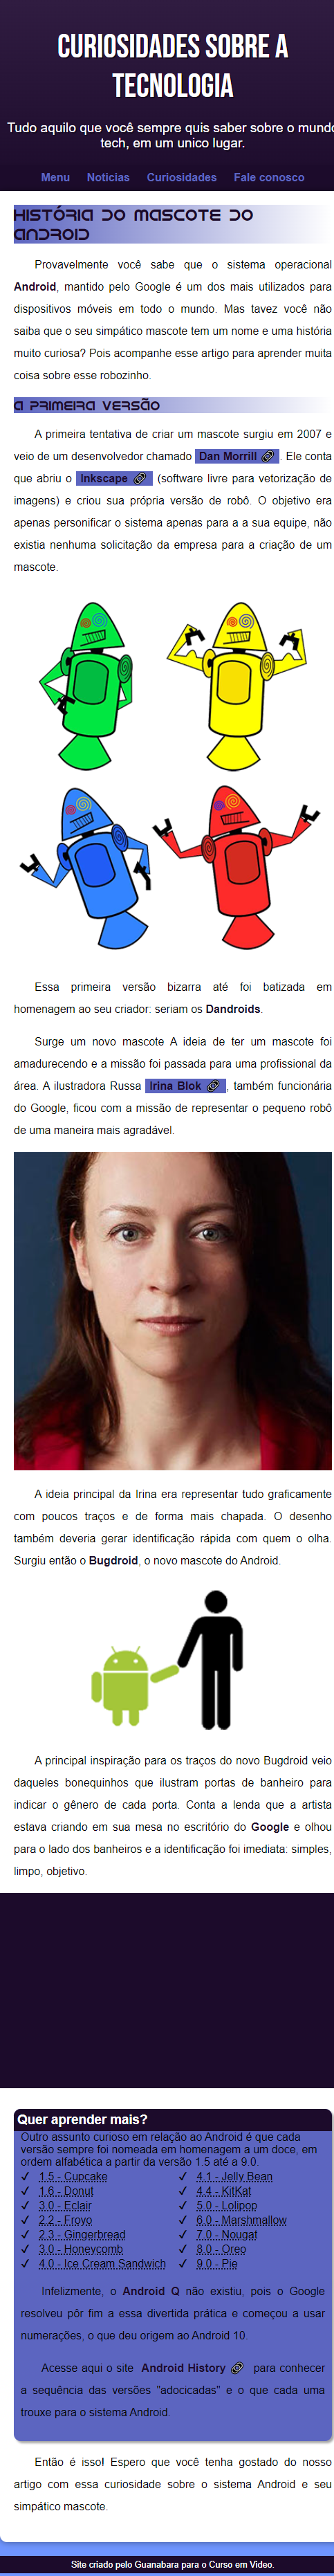 CURIOSIDADES SOBRE A
TECNOLOGIA
Tudo aquilo que você sempre quis saber sobre o mundo
tech, em um unico lugar.
Menu Noticias Curiosidades Fale conosco
HISTÓRIA DO MASCOTE DO
ANDROID
Provavelmente você sabe que o sistema operacional
Android, mantido pelo Google é um dos mais utilizados para
dispositivos móveis em todo o mundo. Mas tavez você não
saiba que o seu simpático mascote tem um nome e uma história
muito curiosa? Pois acompanhe esse artigo para aprender muita
coisa sobre esse robozinho.
A PRIMEIRA VERSÃO
A primeira tentativa de criar um mascote surgiu em 2007 e
veio de um desenvolvedor chamado Dan Morrill. Ele conta
que abriu o Inkscape (software livre para vetorização de
imagens) e criou sua própria versão de robô. O objetivo era
apenas personificar o sistema apenas para a a sua equipe, não
existia nenhuma solicitação da empresa para a criação de um
mascote.
Essa primeira versão bizarra até foi batizada em
homenagem ao seu criador: seriam os Dandroids.
Surge um novo mascote A ideia de ter um mascote foi
amadurecendo e a missão foi passada para uma profissional da
área. A ilustradora Russa Irina Blok, também funcionária
do Google, ficou com a missão de representar o pequeno robô
de uma maneira mais agradável.
A ideia principal da Irina era representar tudo graficamente
com poucos traços e de forma mais chapada. O desenho
também deveria gerar identificação rápida com quem o olha.
Surgiu então o Bugdroid, o novo mascote do Android.
A principal inspiração para os traços do novo Bugdroid veio
daqueles bonequinhos que ilustram portas de banheiro para
indicar o gênero de cada porta. Conta a lenda que a artista
estava criando em sua mesa no escritório do Google e olhou
para o lado dos banheiros e a identificação foi imediata: simples,
limpo, objetivo.
Quer aprender mais?
Outro assunto curioso em relação ao Android é que cada
versão sempre foi nomeada em homenagem a um doce, em
ordem alfabética a partir da versão 1.5 até a 9.0.
✓ 1.5 - Cupcake
✓ 1.6 - Donut
✓ 3.0 - Eclair
✓ 2.2 - Froyo
✓ 2.3 - Gingerbread
✓ 3.0 - Honeycomb
✓ 4.0 - Ice Cream Sandwich
✓ 4.1 - Jelly Bean
✓ 4.4 - KitKat
✓ 5.0 - Lolipop
✓ 6.0 - Marshmallow
✓ 7.0 - Nougat
✓ 8.0 - Oreo
✓ 9.0 - Pie
Infelizmente, o Android Q não existiu, pois o Google
resolveu pôr fim a essa divertida prática e começou a usar
numerações, o que deu origem ao Android 10.
Acesse aqui o site Android History para conhecer
a sequência das versões "adocicadas" e o que cada uma
trouxe para o sistema Android.
Então é isso! Espero que você tenha gostado do nosso
artigo com essa curiosidade sobre o sistema Android e seu
simpático mascote.
Site criado pelo Guanabara para o Curso em Video.